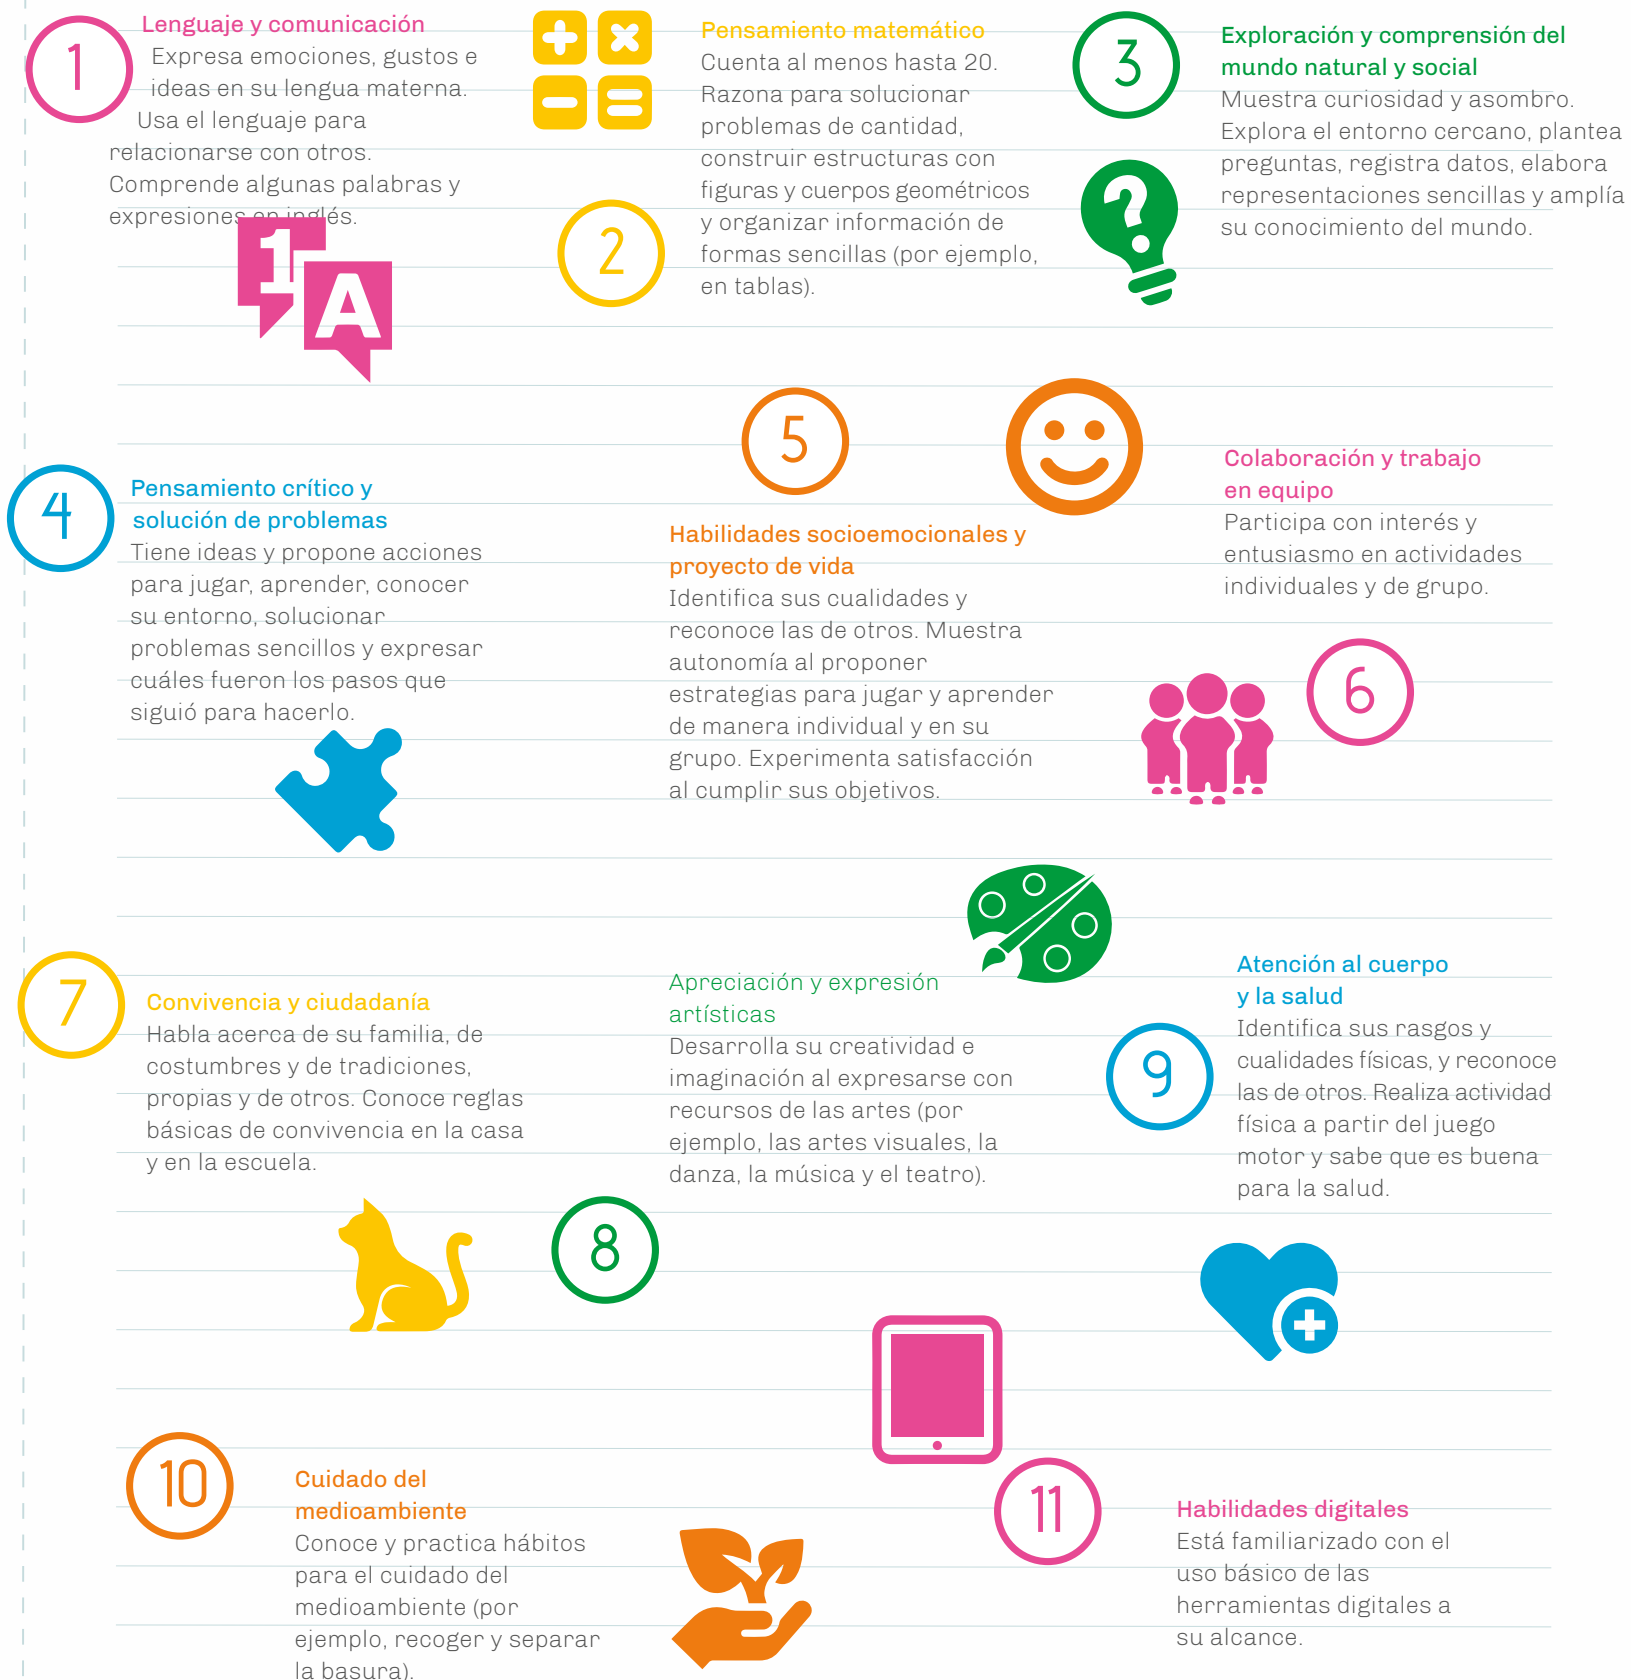 1
Lenguaje y comunicación
Expresa emociones, gustos e
ideas en su lengua materna.
Usa el lenguaje para
relacionarse con otros.
Comprende algunas palabras y
expresiones en inglés.
1
A
2
Pensamiento matemático
Cuenta al menos hasta 20.
Razona para solucionar
problemas de cantidad,
construir estructuras con
figuras y cuerpos geométricos
y organizar información de
formas sencillas (por ejemplo,
en tablas).
3
Exploración y comprensión del
mundo natural y social
Muestra curiosidad y asombro.
Explora el entorno cercano, plantea
preguntas, registra datos, elabora
representaciones sencillas y amplía
su conocimiento del mundo.
?
4
Pensamiento crítico y
solución de problemas
Tiene ideas y propone acciones
para jugar, aprender, conocer
su entorno, solucionar
problemas sencillos y expresar
cuáles fueron los pasos que
siguió para hacerlo.
5
Habilidades socioemocionales y
proyecto de vida
Identifica sus cualidades y
reconoce las de otros. Muestra
autonomía al proponer
estrategias para jugar y aprender
de manera individual y en su
grupo. Experimenta satisfacción
al cumplir sus objetivos.
Colaboración y trabajo
en equipo
Participa con interés y
entusiasmo en actividades
individuales y de grupo.
6
7
Convivencia y ciudadanía
Habla acerca de su familia, de
costumbres y de tradiciones,
propias y de otros. Conoce reglas
básicas de convivencia en la casa
y en la escuela.
Apreciación y expresión
artísticas
Desarrolla su creatividad e
imaginación al expresarse con
recursos de las artes (por
ejemplo, las artes visuales, la
danza, la música y el teatro).
8
9
Atención al cuerpo
y la salud
Identifica sus rasgos y
cualidades físicas, y reconoce
las de otros. Realiza actividad
física a partir del juego
motor y sabe que es buena
para la salud.
10
Cuidado del
medioambiente
Conoce y practica hábitos
para el cuidado del
medioambiente (por
ejemplo, recoger y separar
la basura).
11
Habilidades digitales
Está familiarizado con el
uso básico de las
herramientas digitales a
su alcance.